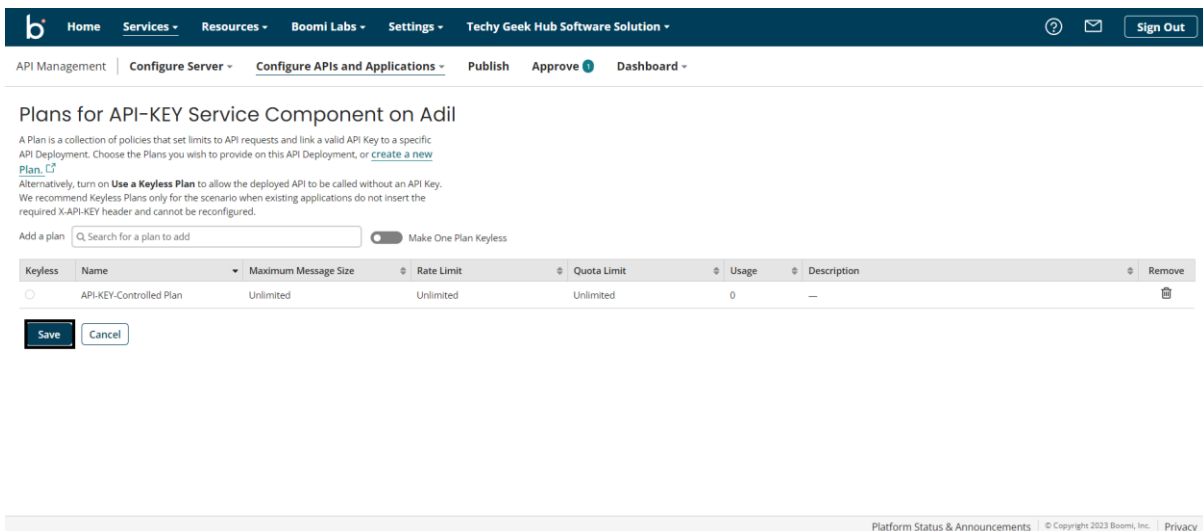 b Home Services Resources Boomi Labs Settings Techy Geek Hub Software Solution Sign Out
API Management Configure Server Configure APIs and Applications Publish Approve 1 Dashboard
Plans for API-KEY Service Component on Adil
A Plan is a collection of policies that set limits to API requests and link a valid API Key to a specific
API Deployment. Choose the Plans you wish to provide on this API Deployment, or create a new
Plan.
Alternatively, turn on Use a Keyless Plan to allow the deployed API to be called without an API Key.
We recommend Keyless Plans only for the scenario when existing applications do not insert the
required X-API-KEY header and cannot be reconfigured.
Add a plan Search for a plan to add Make One Plan Keyless
Keyless Name Maximum Message Size Rate Limit Quota Limit Usage Description Remove
API-KEY-Controlled Plan Unlimited Unlimited Unlimited 0 —
Save Cancel
Platform Status & Announcements © Copyright 2023 Boomi, Inc. Privacy